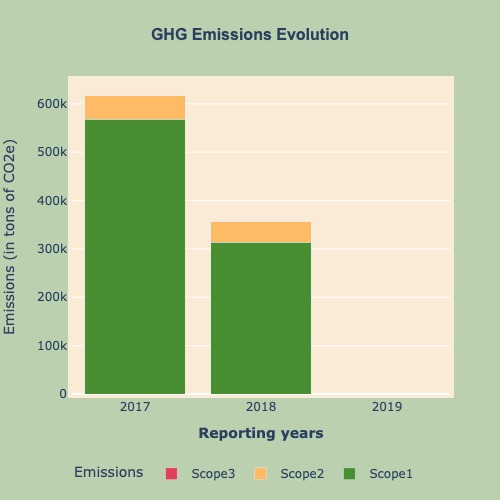 GHG Emissions Evolution
Emissions (in tons of CO2e)
600k
500k
400k
300k
200k
100k
0
2017 2018 2019
Reporting years
Emissions Scope3 Scope2 Scope1